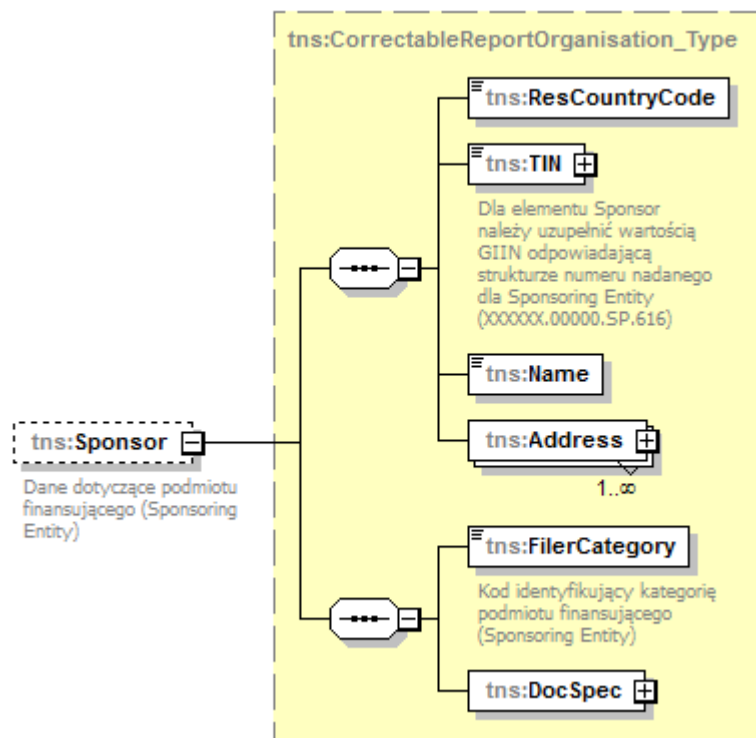 tns:CorrectableReportOrganisation_Type
tns:ResCountryCode
tns:TIN
Dla elementu Sponsor
należy uzupełnić wartością
GIIN odpowiadającą
strukturze numeru nadanego
dla Sponsoring Entity
(XXXXXX.00000.SP.616)
tns:Name
tns:Address
1..∞
tns:Sponsor
Dane dotyczące podmiotu
finansującego (Sponsoring
Entity)
tns:FilerCategory
Kod identyfikujący kategorię
podmiotu finansującego
(Sponsoring Entity)
tns:DocSpec